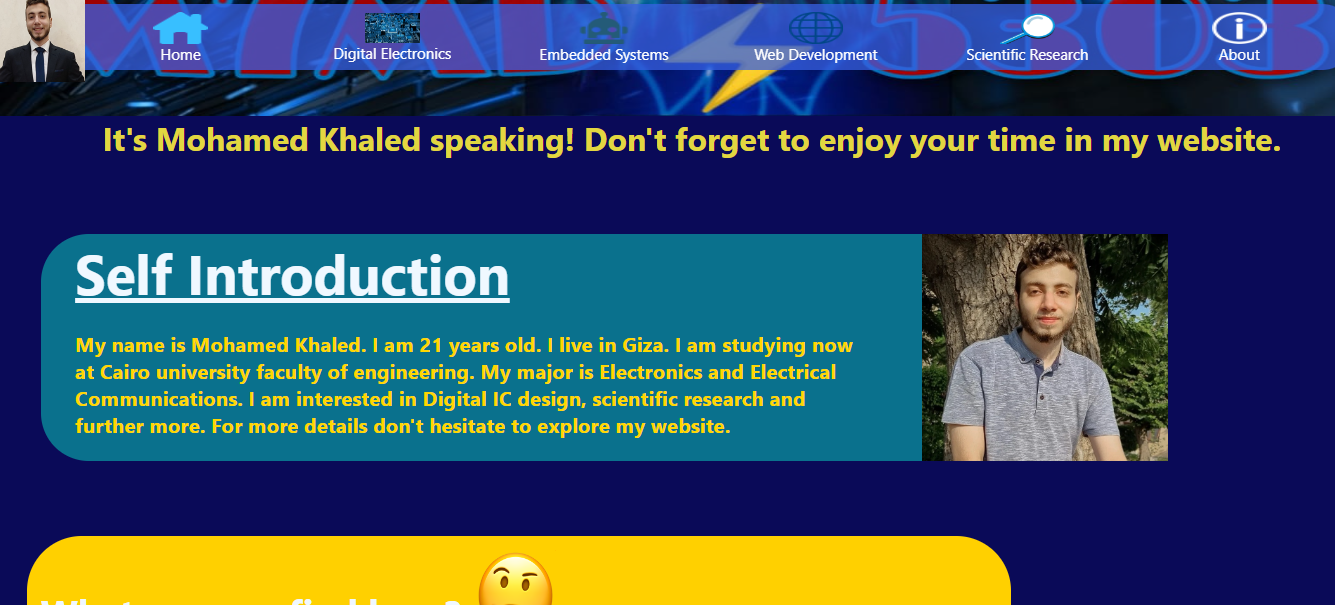 Home
Digital Electronics
Embedded Systems
Web Development
Scientific Research
About
It's Mohamed Khaled speaking! Don't forget to enjoy your time in my website.
Self Introduction
My name is Mohamed Khaled. I am 21 years old. I live in Giza. I am studying now
at Cairo university faculty of engineering. My major is Electronics and Electrical
Communications. I am interested in Digital IC design, scientific research and
further more. For more details don't hesitate to explore my website.